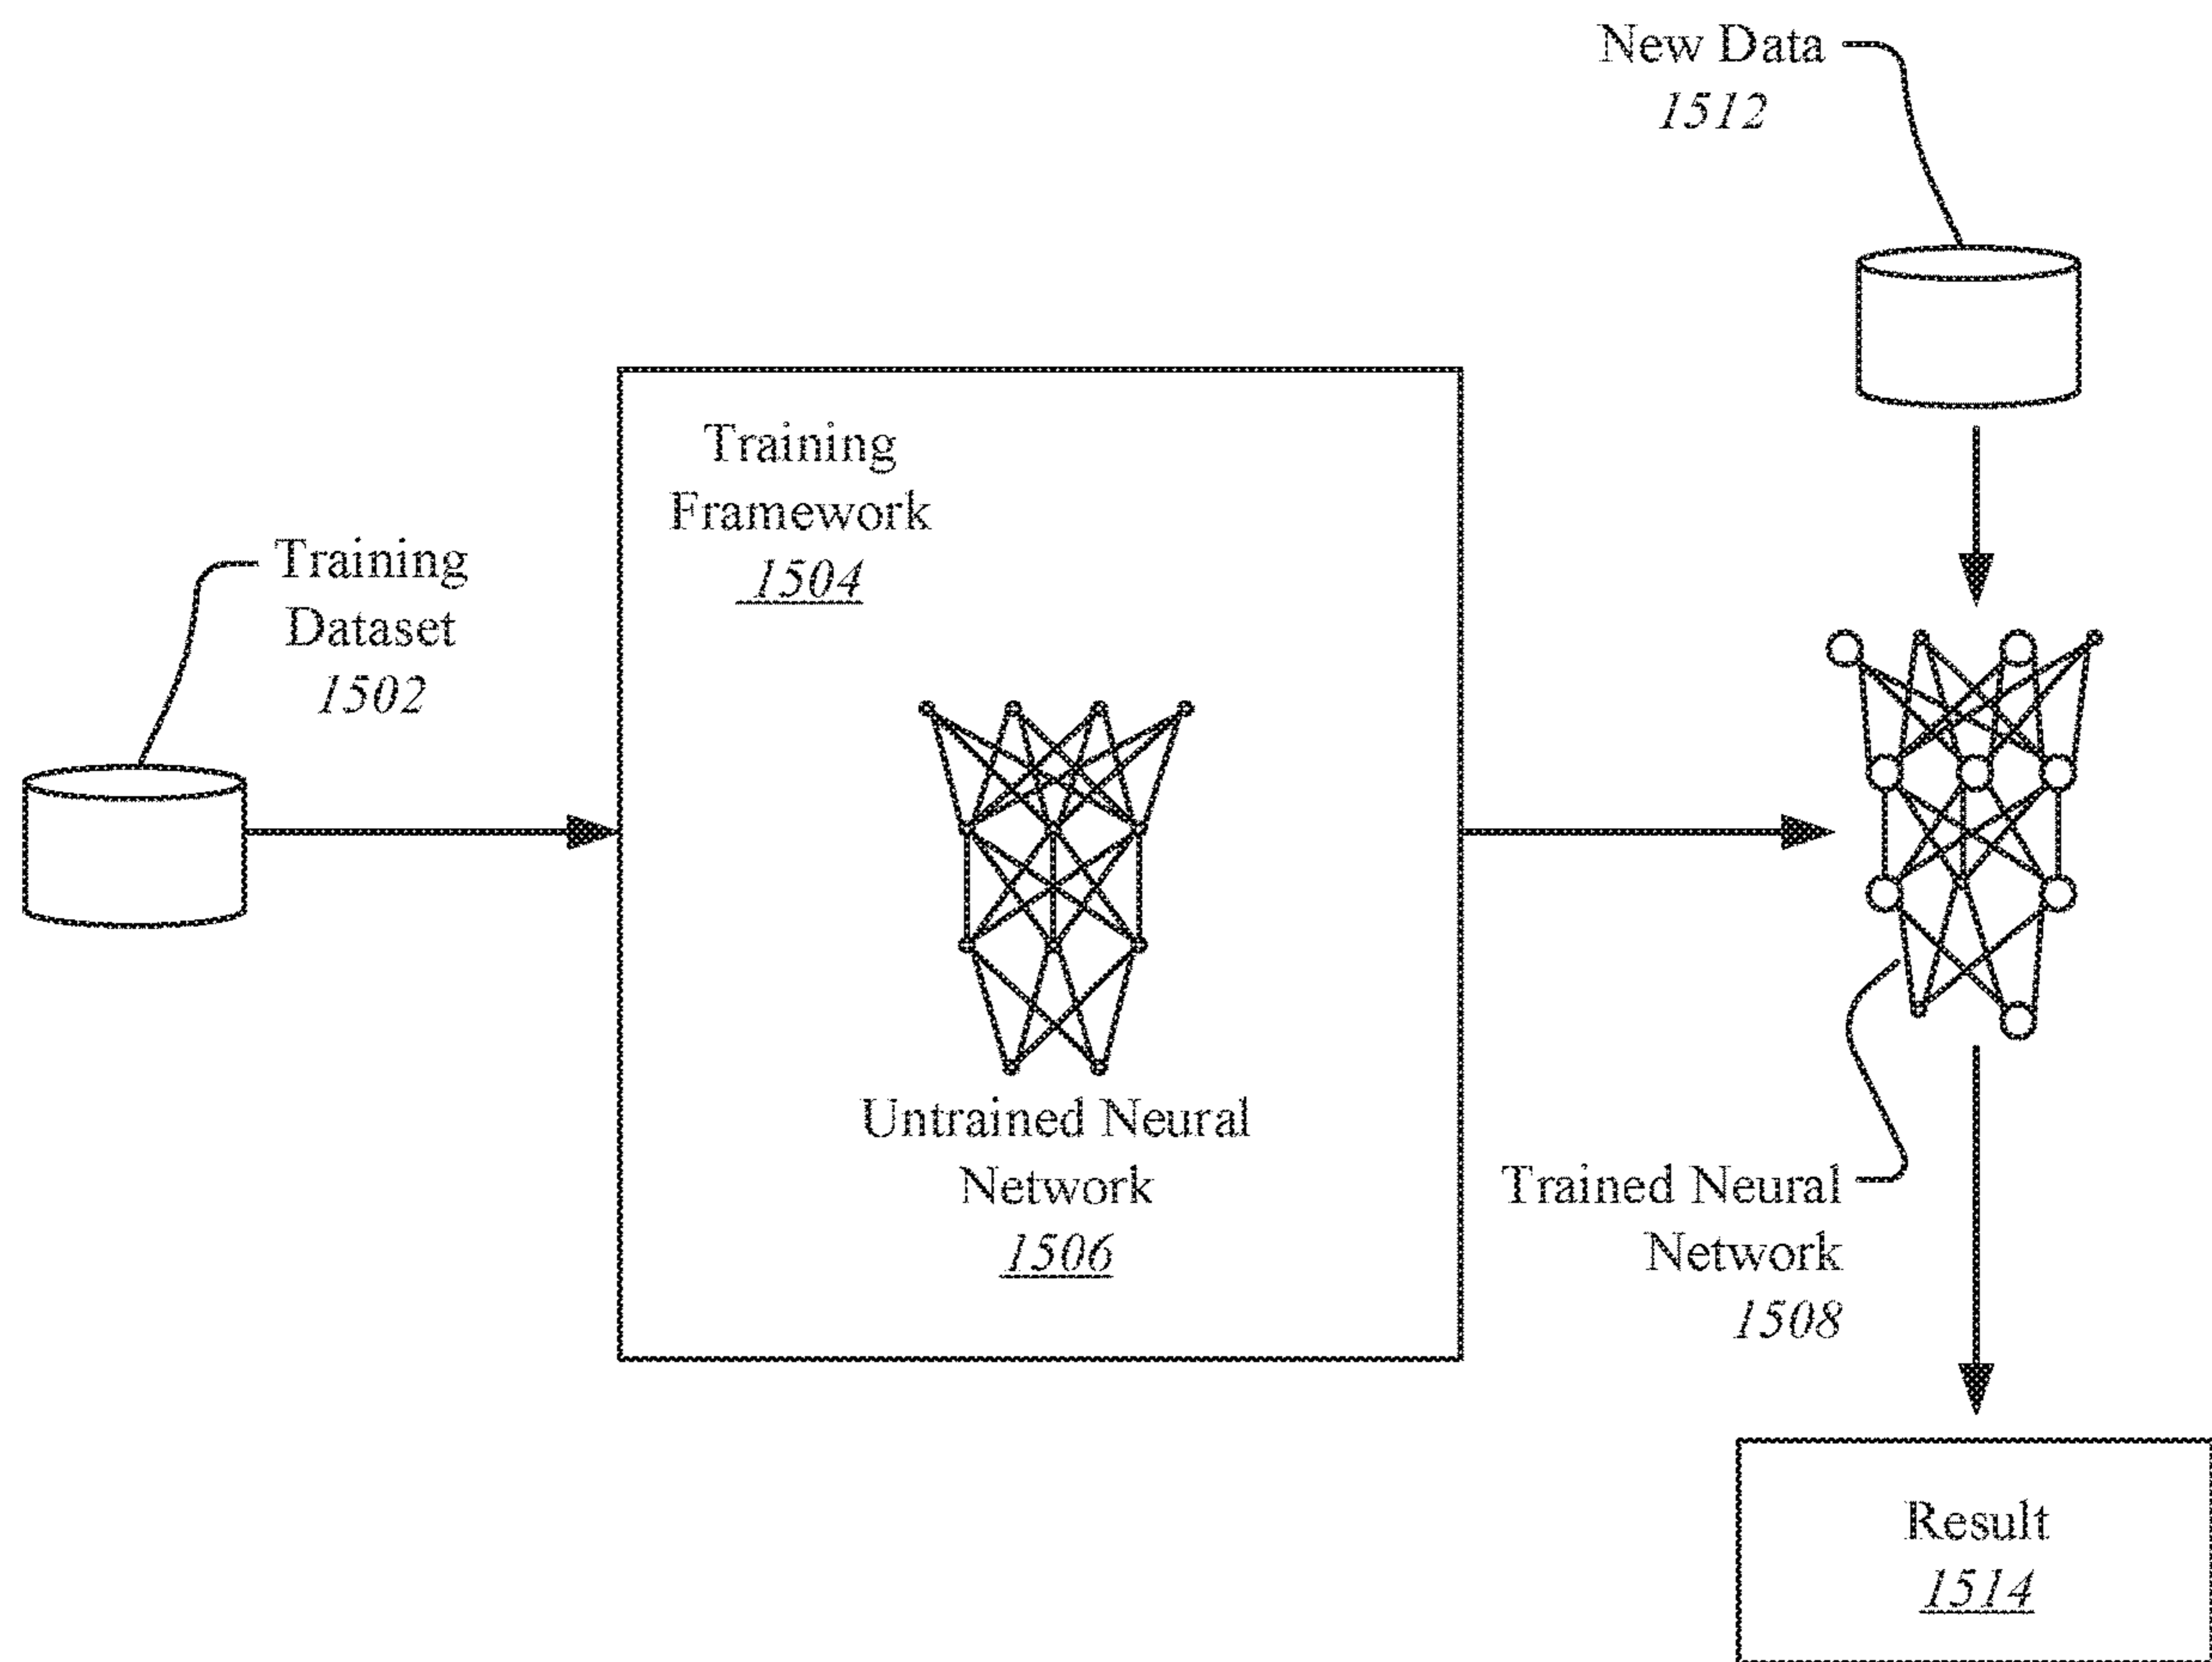 New Data
1512
Training
Framework
1504
Training
Dataset
1502
Untrained Neural
Network
1506
Trained Neural
Network
1508
Result
1514